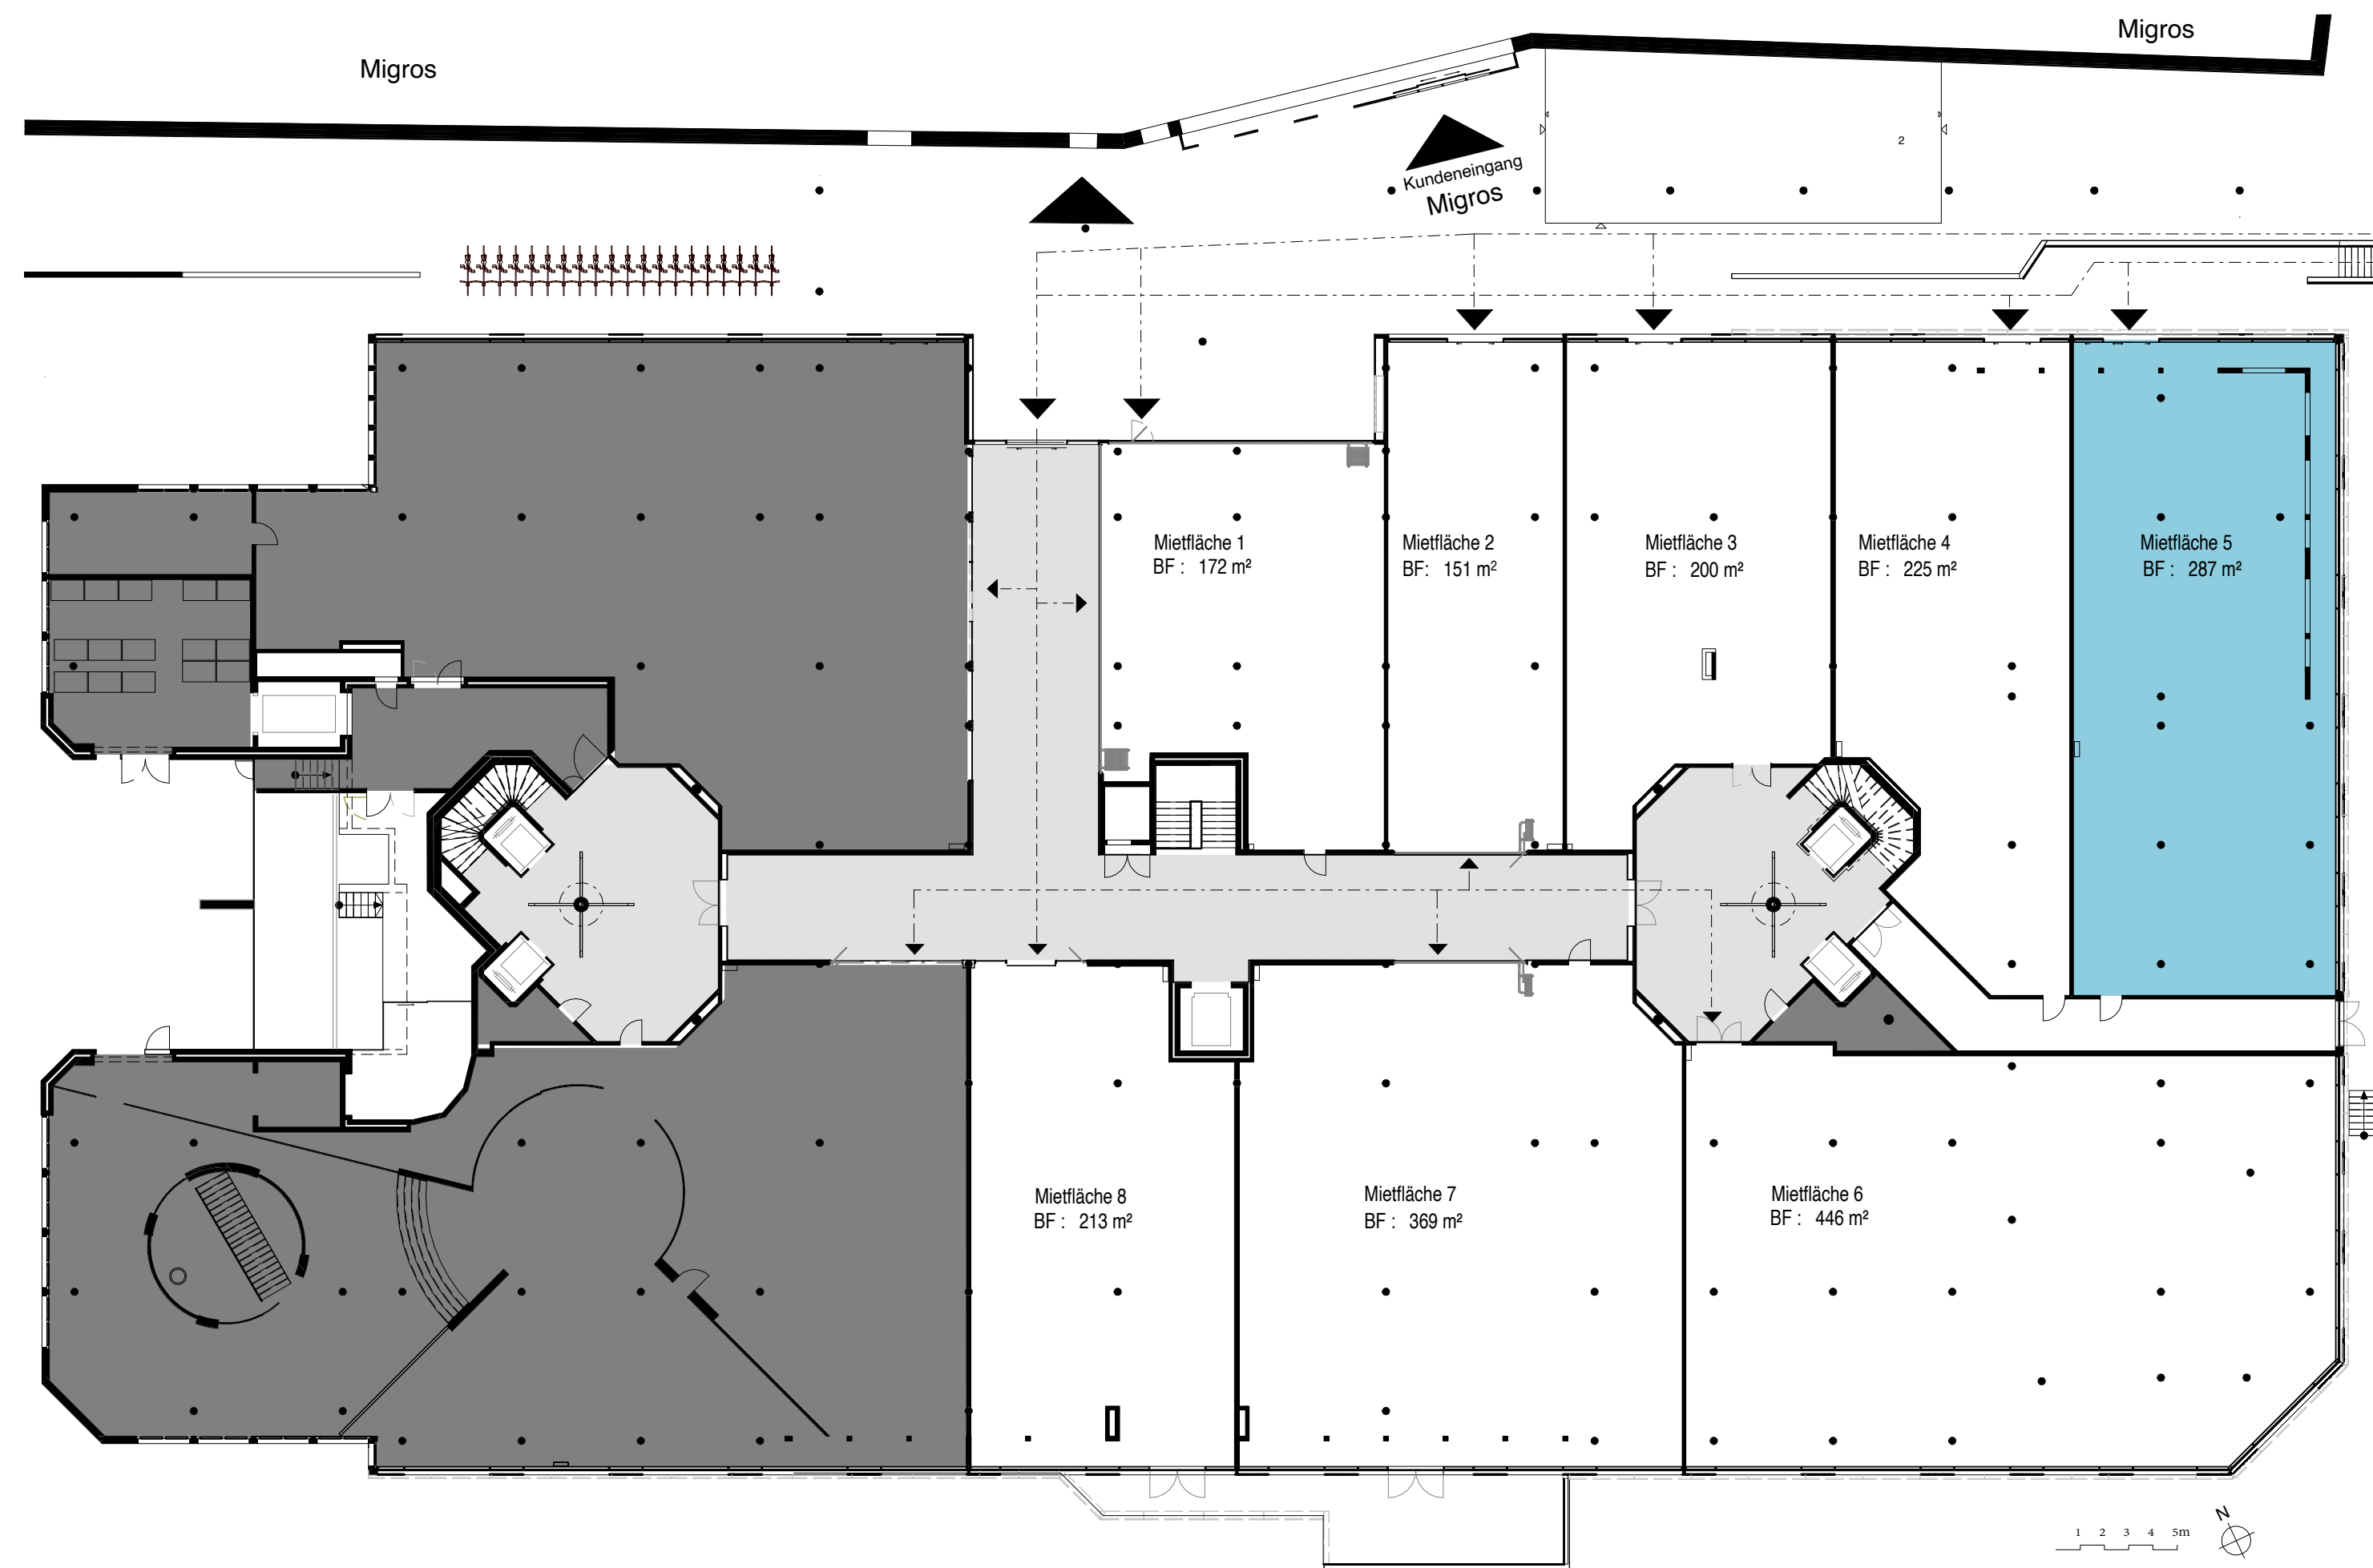 Migros
Migros
2
Kundeneingang
Migros
Mietfläche 1
BF : 172 m²
Mietfläche 2
BF: 151 m²
Mietfläche 3
BF : 200 m²
Mietfläche 4
BF : 225 m²
Mietfläche 5
BF : 287 m²
Mietfläche 8
BF : 213 m²
Mietfläche 7
BF : 369 m²
Mietfläche 6
BF : 446 m²
N
1 2 3 4 5m